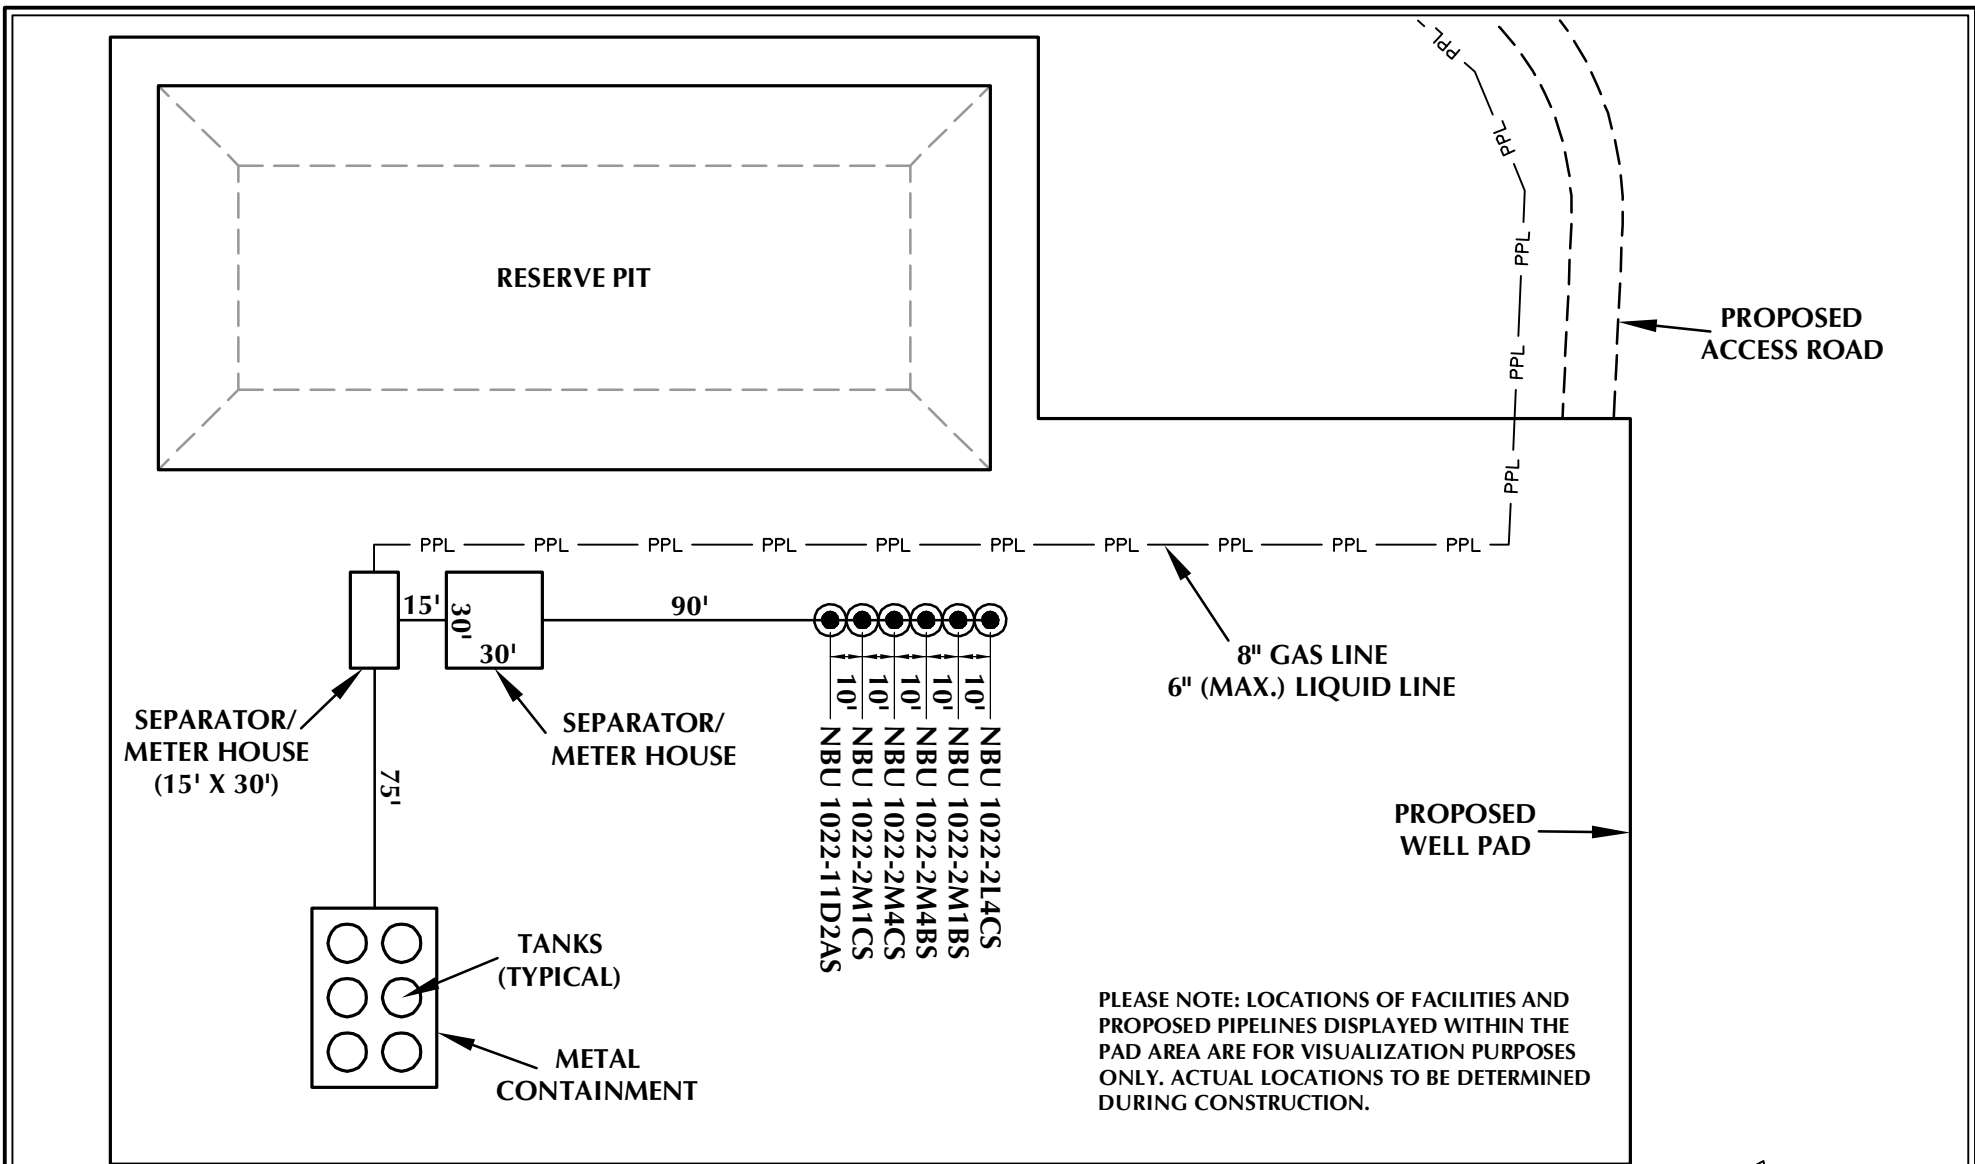 PPL
PPL
PPL
PPL
PPL
RESERVE PIT
PROPOSED
ACCESS ROAD
PPL PPL PPL PPL PPL PPL PPL PPL PPL PPL
15'
30'
30'
90'
8" GAS LINE
6" (MAX.) LIQUID LINE
10'
10'
10'
10'
10'
SEPARATOR/
METER HOUSE
(15' X 30')
SEPARATOR/
METER HOUSE
75'
NBU 1022-11D2AS
NBU 1022-2M1CS
NBU 1022-2M4CS
NBU 1022-2M4BS
NBU 1022-2M1BS
NBU 1022-2L4CS
PROPOSED
WELL PAD
TANKS
(TYPICAL)
METAL
CONTAINMENT
PLEASE NOTE: LOCATIONS OF FACILITIES AND
PROPOSED PIPELINES DISPLAYED WITHIN THE
PAD AREA ARE FOR VISUALIZATION PURPOSES
ONLY. ACTUAL LOCATIONS TO BE DETERMINED
DURING CONSTRUCTION.